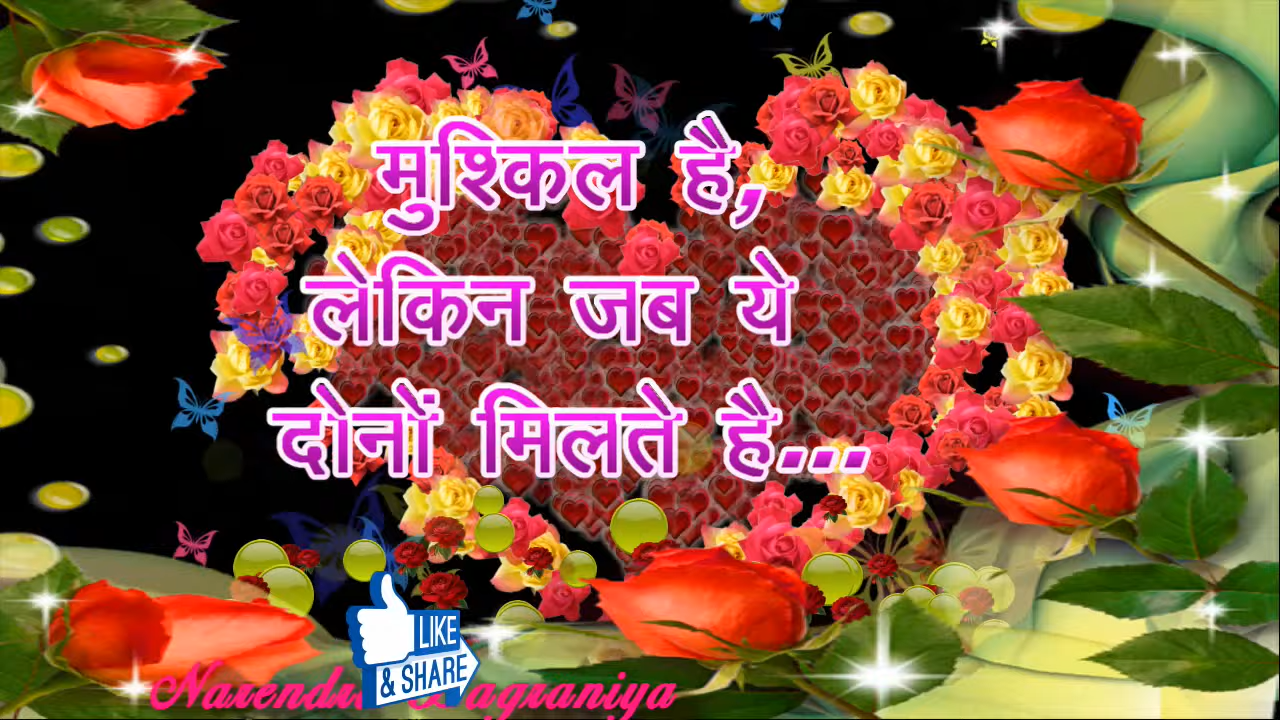 मुश्किल है,
लेकिन जब ये
दोनों मिलते है...
LIKE
& SHARE